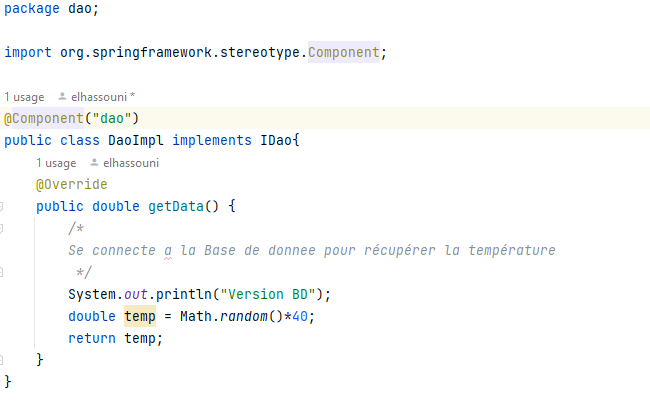 package dao;
import org.springframework.stereotype.Component;
1 usage elhassouni *
@Component("dao")
public class DaoImpl implements IDao{
1 usage elhassouni
@Override
public double getData() {
/*
Se connecte a la Base de donnee pour récupérer la température
*/
System.out.println("Version BD");
double temp = Math.random()*40;
return temp;
}
}